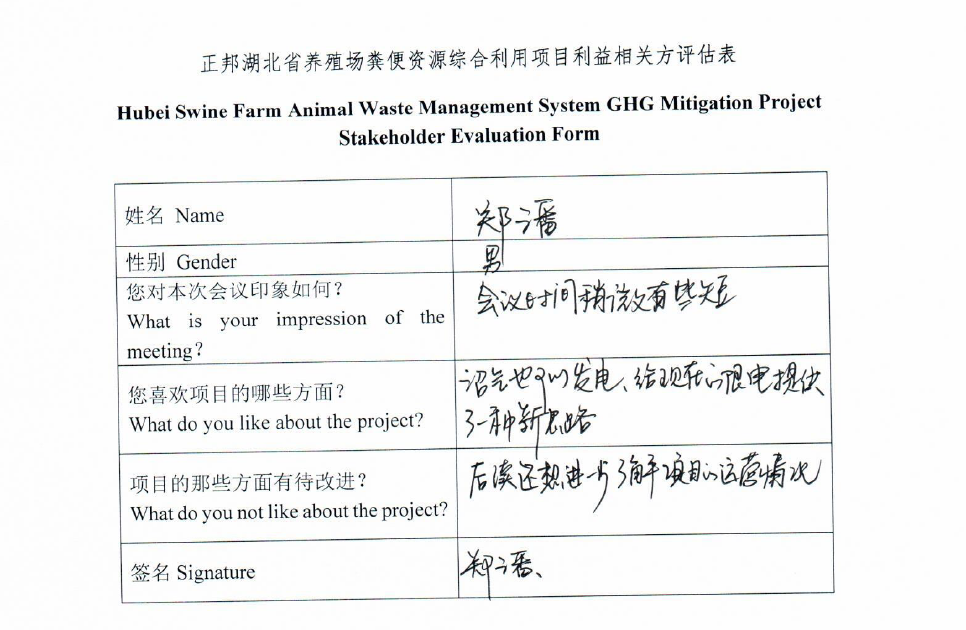 正邦湖北省养殖场粪便资源综合利用项目利益相关方评估表
Hubei Swine Farm Animal Waste Management System GHG Mitigation Project
Stakeholder Evaluation Form
姓名 Name
郑
性别 Gender
男
您对本次会议印象如何？
What is your impression of the
meeting？
会议时间稍微有些短
您喜欢项目的哪些方面？
What do you like about the project?
沼气也可以发电、给现在的限电提供
了一种新思路
项目的那些方面有待改进？
What do you not like about the project?
后续还想进一步了解项目的运营情况
签名 Signature
郑